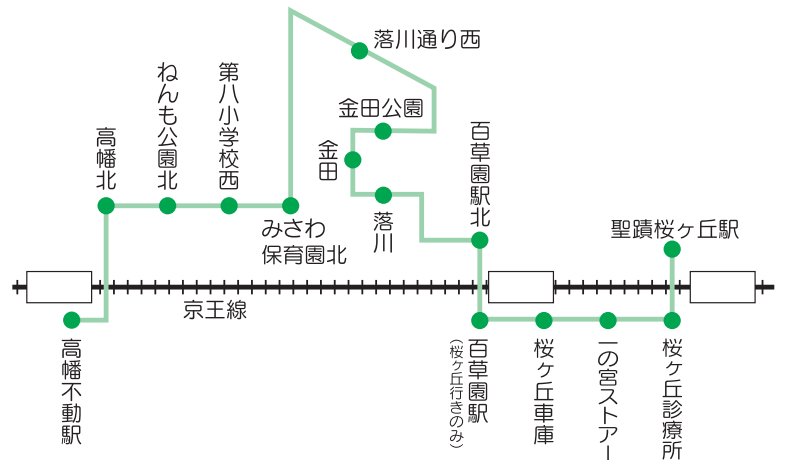 落川通り西
ねんも公園北
第八小学校西
金田公園
高幡北
金田
百草園駅北
落川
みさわ
保育園北
聖蹟桜ヶ丘駅
京王線
高幡不動駅
百草園駅
（桜ヶ丘行きのみ）
桜ヶ丘車庫
一の宮ストアー
桜ヶ丘診療所